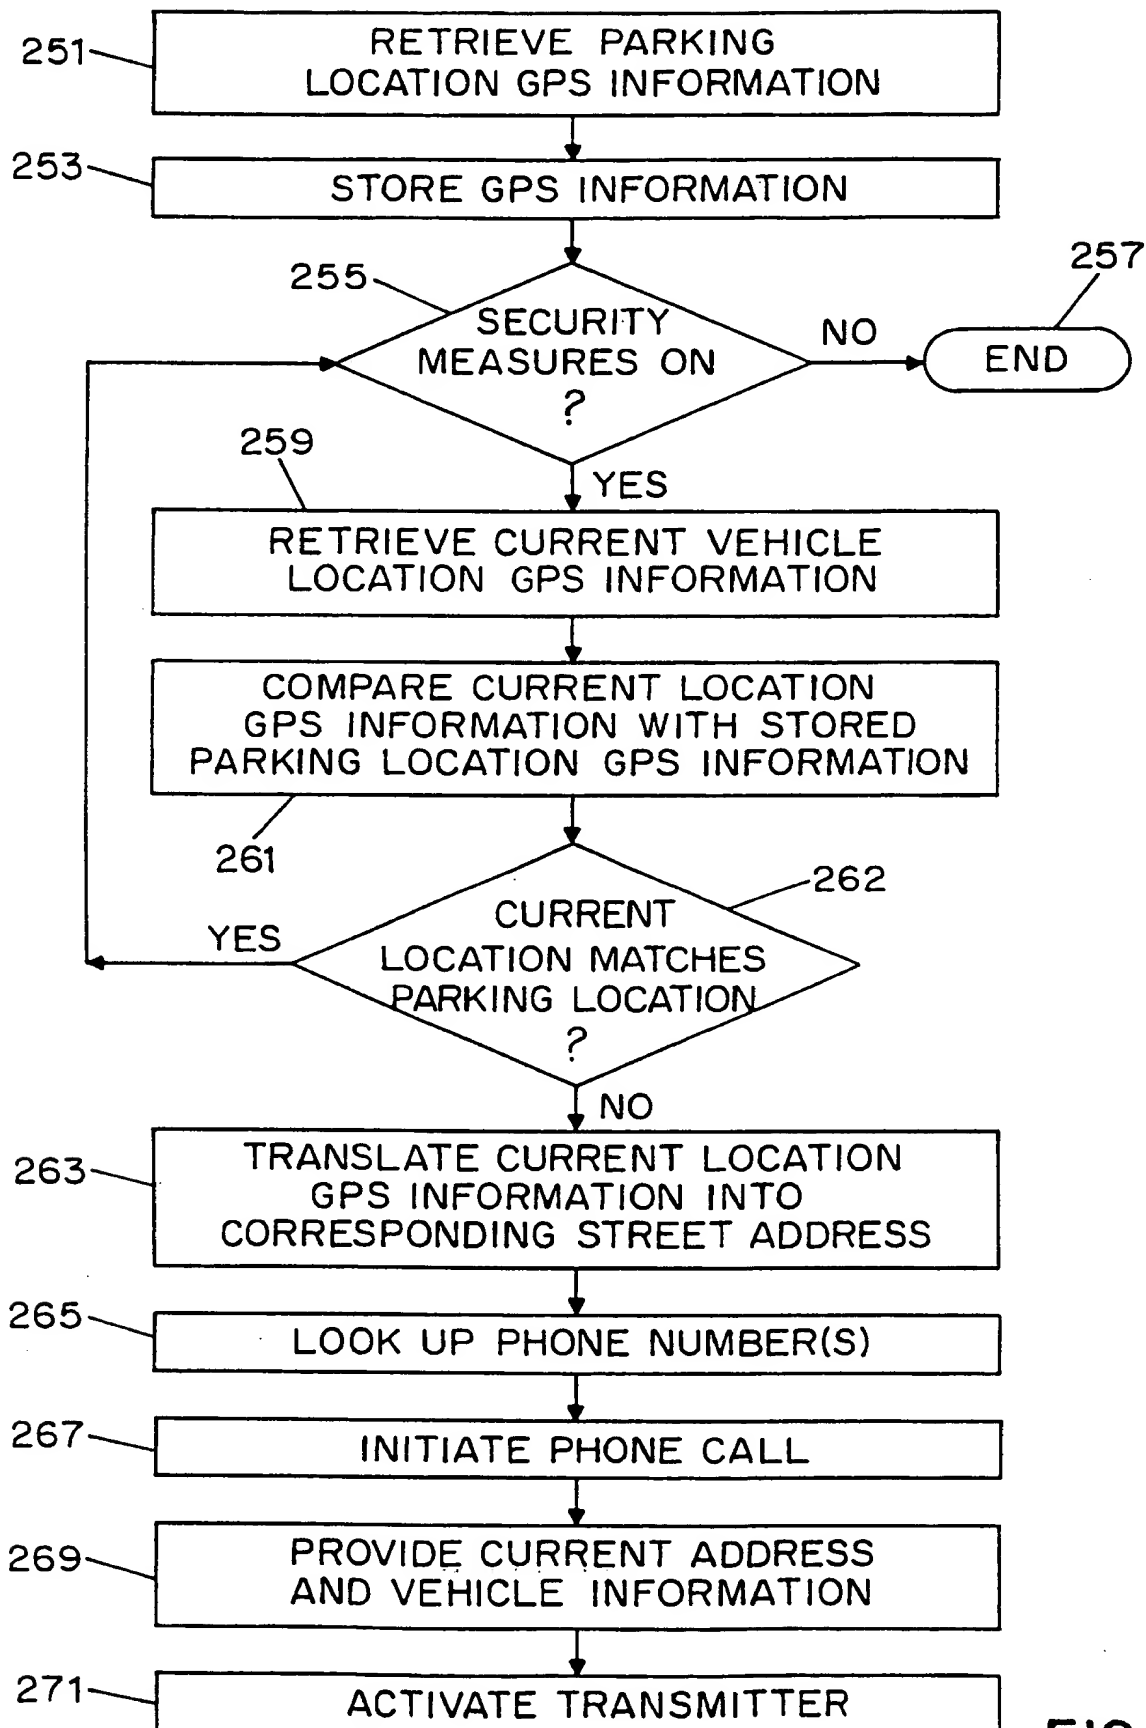 251
RETRIEVE PARKING
LOCATION GPS INFORMATION
253
STORE GPS INFORMATION
255
SECURITY
MEASURES ON
?
NO
257
END
YES
259
RETRIEVE CURRENT VEHICLE
LOCATION GPS INFORMATION
COMPARE CURRENT LOCATION
GPS INFORMATION WITH STORED
PARKING LOCATION GPS INFORMATION
261
262
CURRENT
LOCATION MATCHES
PARKING LOCATION
?
YES
NO
263
TRANSLATE CURRENT LOCATION
GPS INFORMATION INTO
CORRESPONDING STREET ADDRESS
265
LOOK UP PHONE NUMBER(S)
267
INITIATE PHONE CALL
269
PROVIDE CURRENT ADDRESS
AND VEHICLE INFORMATION
271
ACTIVATE TRANSMITTER